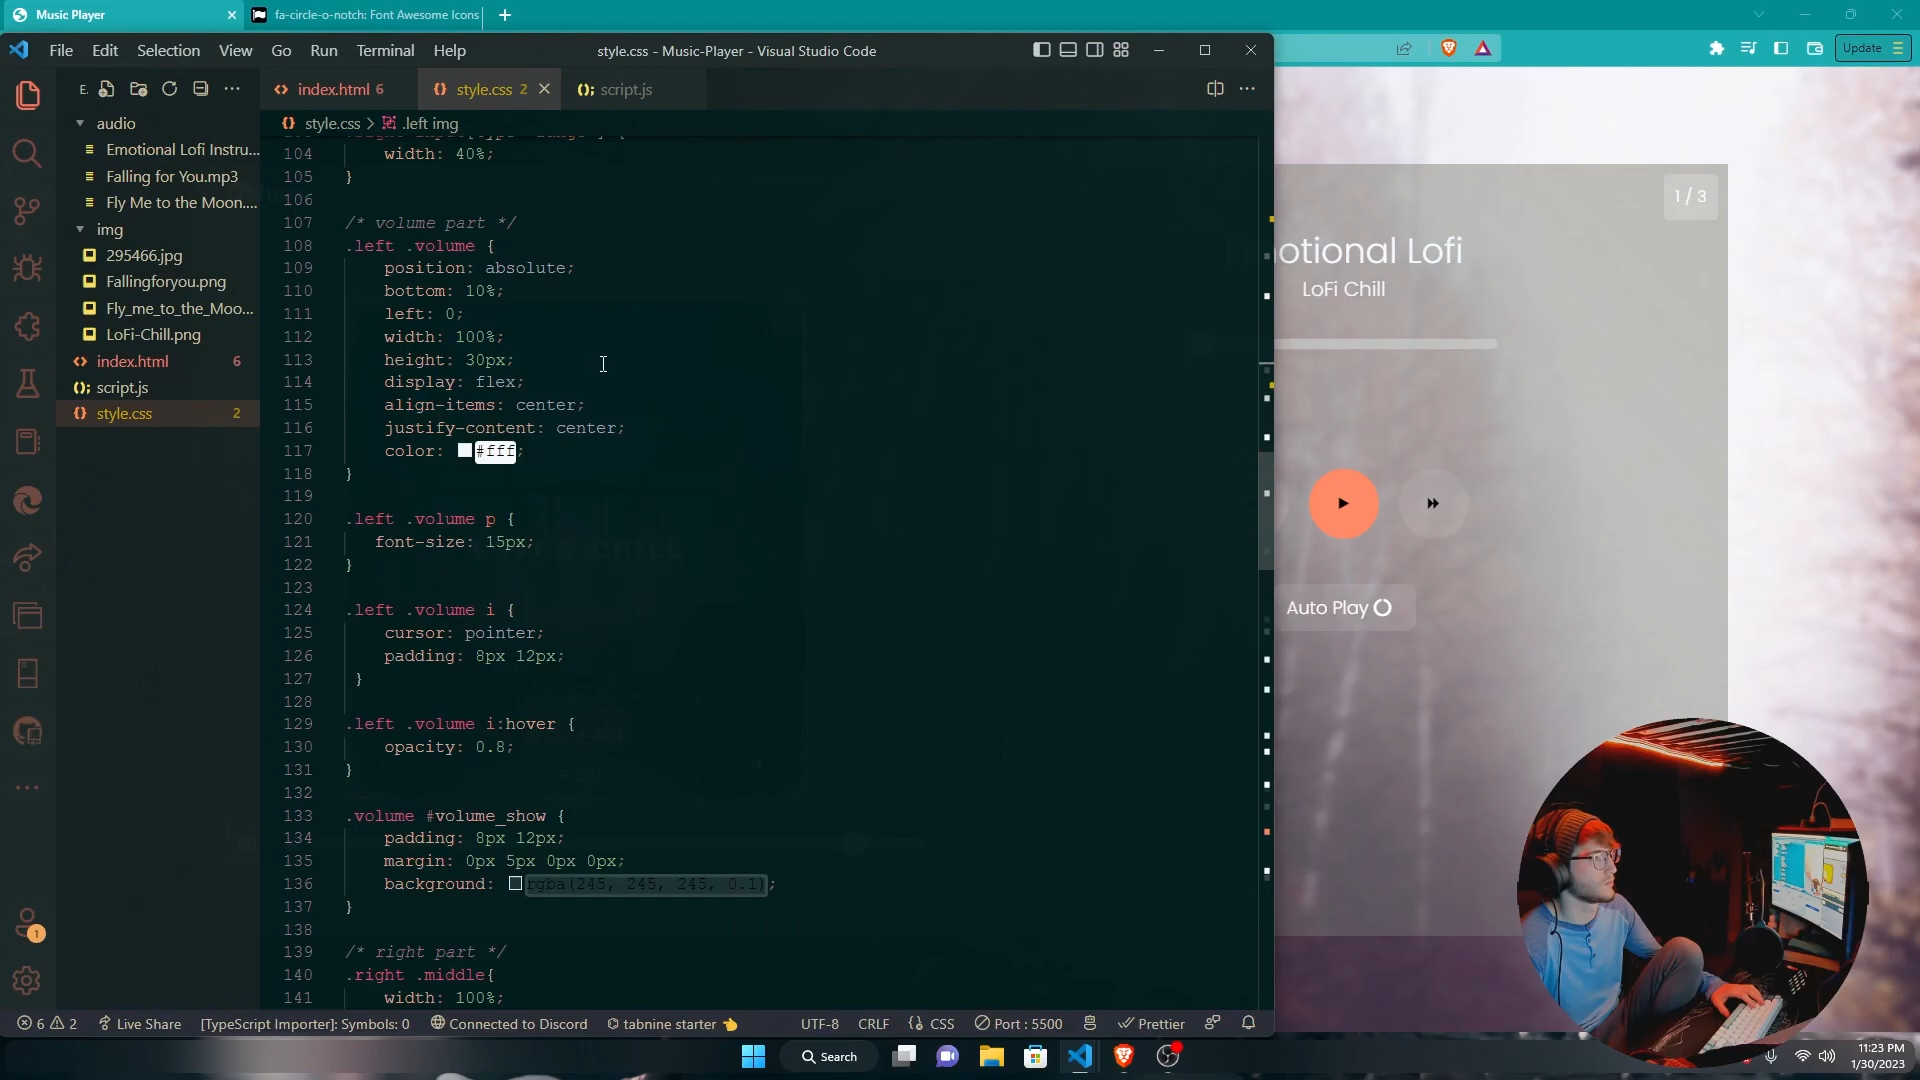 Music Player
fa-circle-o-notch: Font Awesome Icons
File Edit Selection View Go Run Terminal Help
style.css - Music-Player - Visual Studio Code
Update
E.
index.html 6
style.css 2
script.js
style.css > .left img
audio
Emotional Lofi Instru...
Falling for You.mp3
Fly Me to the Moon....
img
295466.jpg
Fallingforyou.png
Fly_me_to_the_Moo...
LoFi-Chill.png
index.html 6
script.js
style.css 2
104 width: 40%;
105 }
106
107 /* volume part */
108 .left .volume {
109 position: absolute;
110 bottom: 10%;
111 left: 0;
112 width: 100%;
113 height: 30px;
114 display: flex;
115 align-items: center;
116 justify-content: center;
117 color: #fff;
118 }
119
120 .left .volume p {
121 font-size: 15px;
122 }
123
124 .left .volume i {
125 cursor: pointer;
126 padding: 8px 12px;
127 }
128
129 .left .volume i:hover {
130 opacity: 0.8;
131 }
132
133 .volume #volume_show {
134 padding: 8px 12px;
135 margin: 0px 5px 0px 0px;
136 background: rgba(245, 245, 245, 0.1);
137 }
138
139 /* right part */
140 .right .middle{
141 width: 100%;
1 / 3
otional Lofi
LoFi Chill
Auto Play
1
6 2 Live Share [TypeScript Importer]: Symbols: 0 Connected to Discord tabnine starter
UTF-8 CRLF CSS Port : 5500 Prettier
Search
11:23 PM
1/30/2023